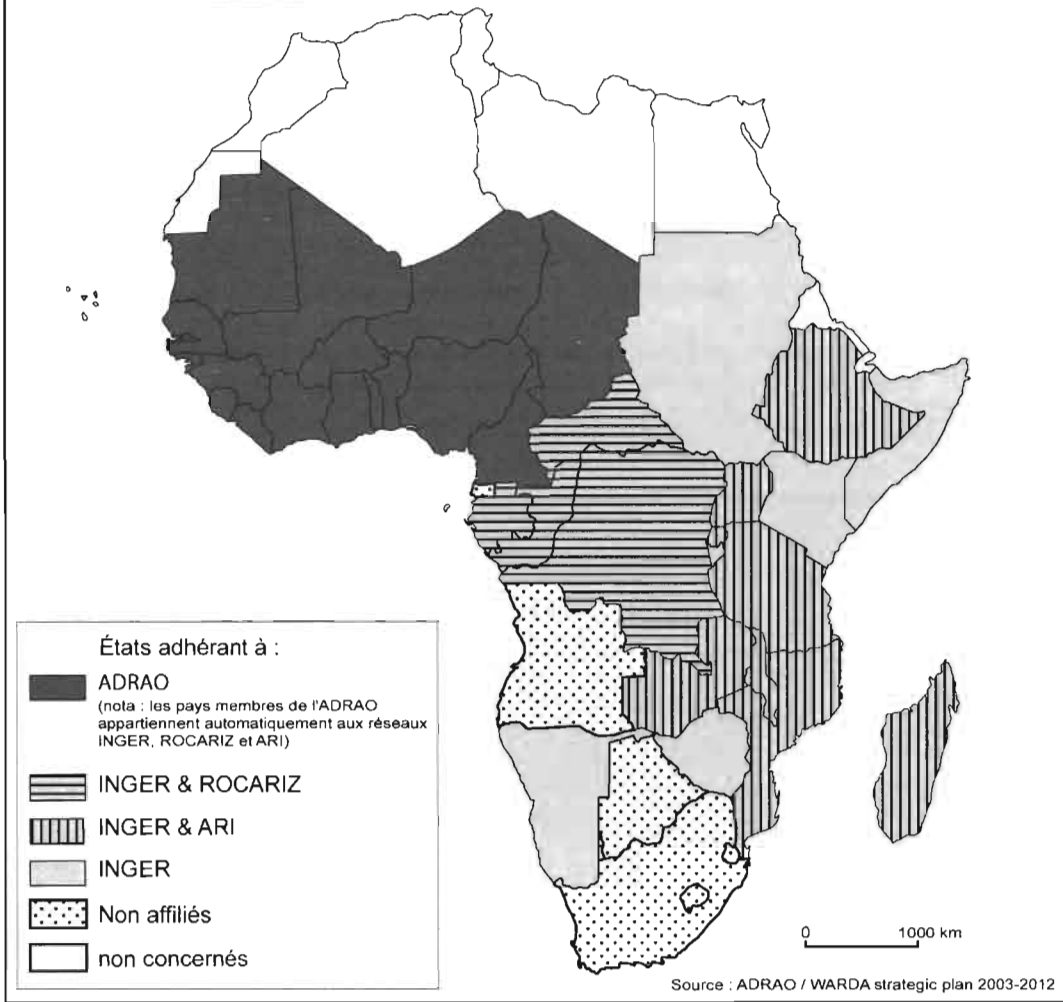 États adhérant à :
ADRAO
(nota : les pays membres de l'ADRAO
appartiennent automatiquement aux réseaux
INGER, ROCARIZ et ARI)
INGER & ROCARIZ
INGER & ARI
INGER
Non affiliés
non concernés
0 1000 km
Source : ADRAO / WARDA strategic plan 2003-2012